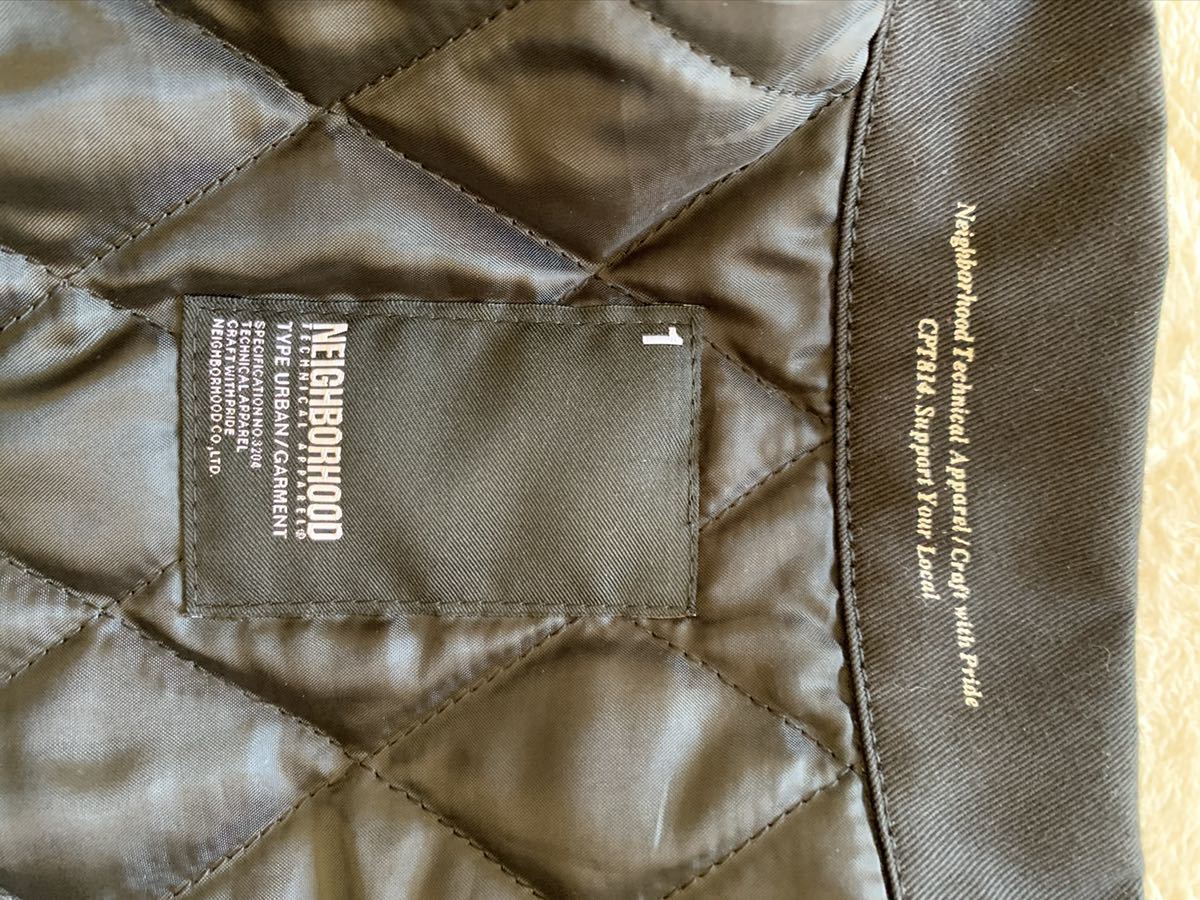 Neighborhood Technical Apparel / Craft with Pride
CPT814. Support Your Local
1
NEIGHBORHOOD
TECHNICAL APPAREL®
TYPE URBAN/GARMENT
SPECIFICATION NO.3204
TECHNICAL APPAREL
CRAFT WITH PRIDE
NEIGHBORHOOD CO.,LTD.